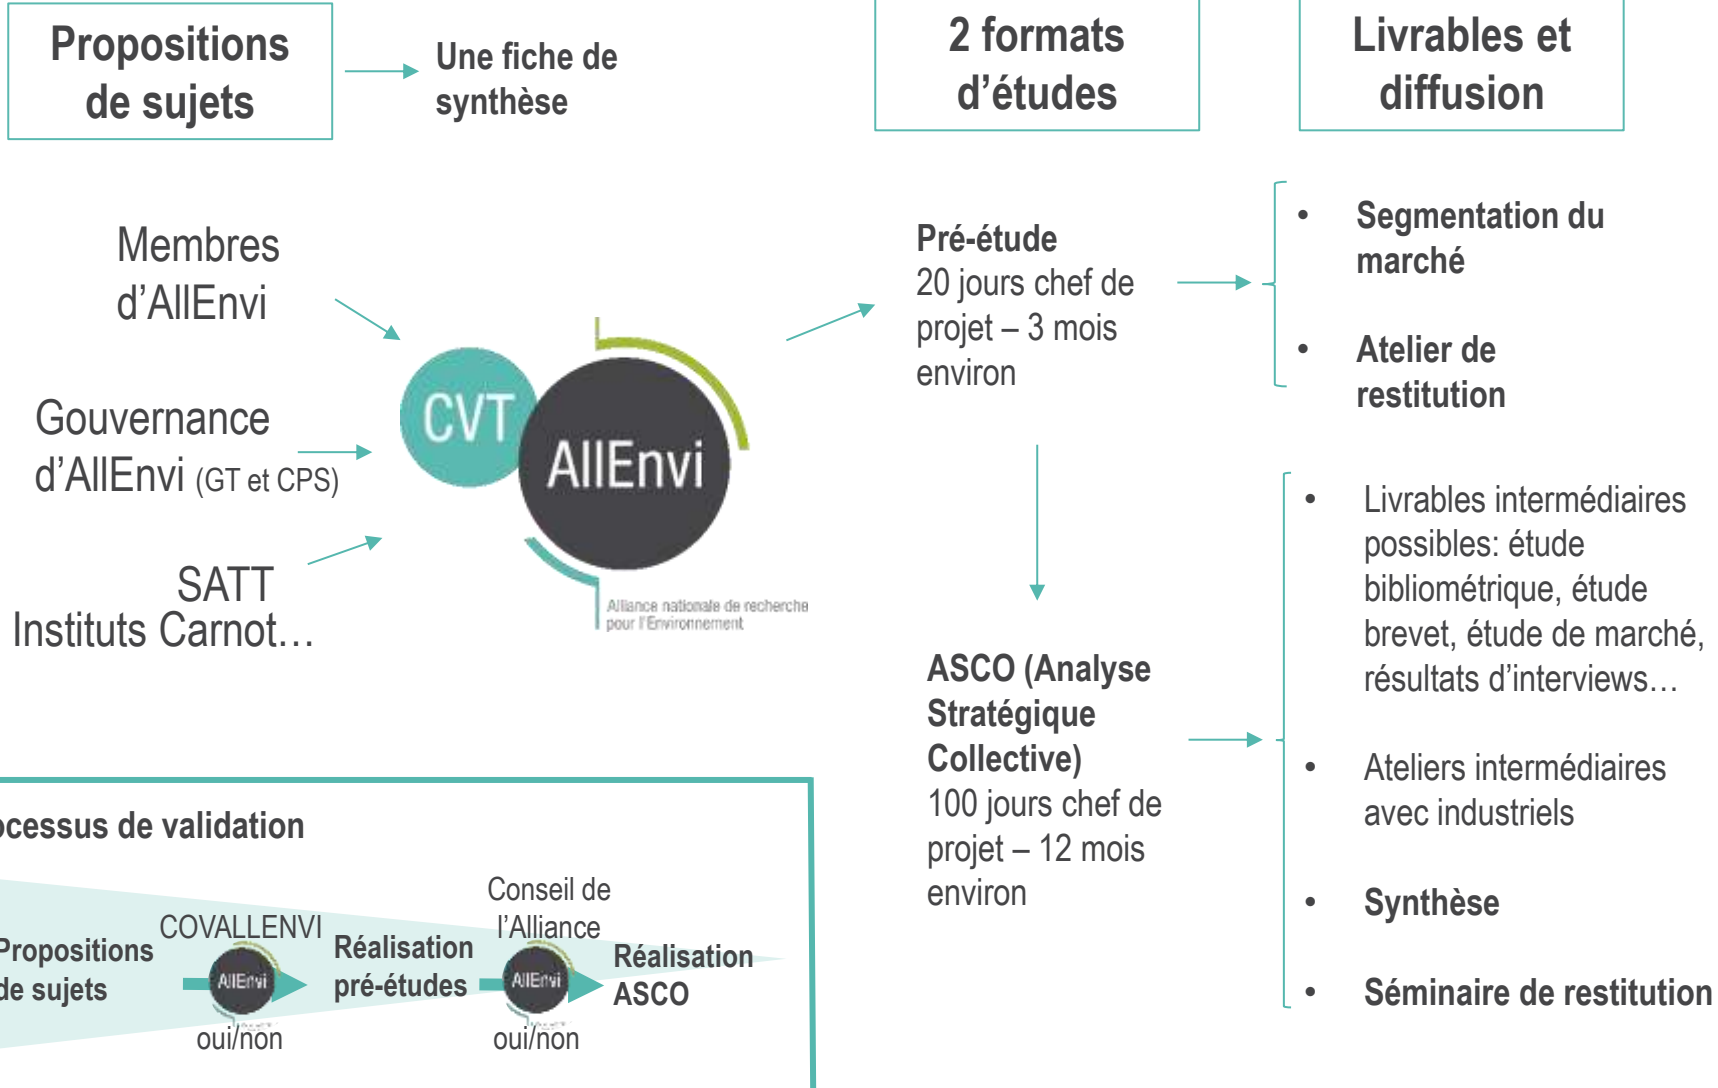 Propositions
de sujets
Une fiche de
synthèse
2 formats
d’études
Livrables et
diffusion
Membres
d’AllEnvi
Gouvernance
d’AllEnvi (GT et CPS)
SATT
Instituts Carnot…
CVT
AllEnvi
Alliance nationale de recherche
pour l'Environnement
Pré-étude
20 jours chef de
projet – 3 mois
environ
• Segmentation du
marché
• Atelier de
restitution
ASCO (Analyse
Stratégique
Collective)
100 jours chef de
projet – 12 mois
environ
• Livrables intermédiaires
possibles: étude
bibliométrique, étude
brevet, étude de marché,
résultats d’interviews…
• Ateliers intermédiaires
avec industriels
• Synthèse
• Séminaire de restitution
ocessus de validation
Propositions
de sujets
COVALLENVI
AllEnvi
oui/non
Réalisation
pré-études
Conseil de
l’Alliance
AllEnvi
oui/non
Réalisation
ASCO